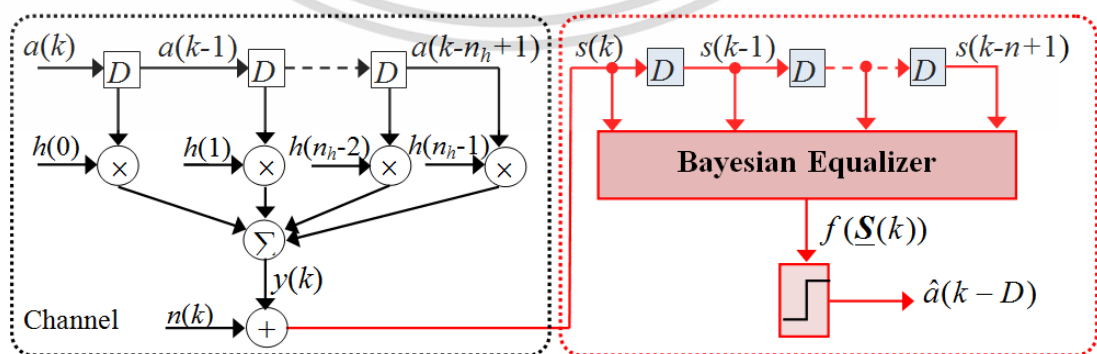 a(k) D a(k-1) D D a(k-n_h+1)
h(0) × h(1) × h(n_h-2) × h(n_h-1) ×
Σ
y(k)
Channel n(k) +
s(k) D s(k-1) D D s(k-n+1)
Bayesian Equalizer
f(S(k))
â(k – D)